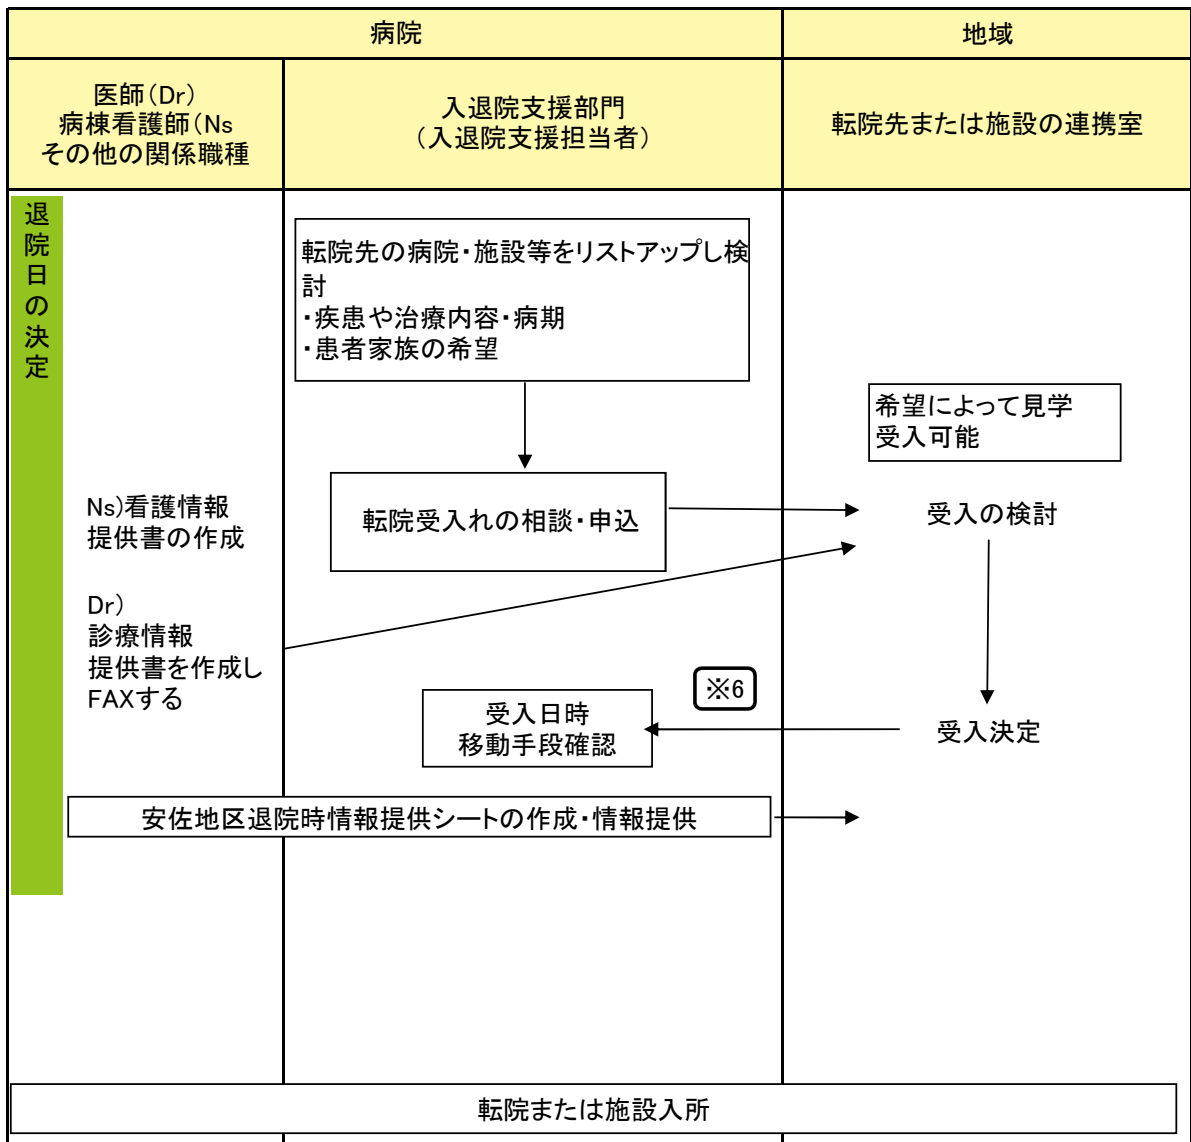 病院
地域
医師（Dr）
病棟看護師（Ns
その他の関係職種
入退院支援部門
（入退院支援担当者）
転院先または施設の連携室
退院日の決定
転院先の病院・施設等をリストアップし検
討
・疾患や治療内容・病期
・患者家族の希望
希望によって見学
受入可能
Ns)看護情報
提供書の作成
転院受入れの相談・申込
受入の検討
Dr）
診療情報
提供書を作成し
FAXする
※6
受入日時
移動手段確認
受入決定
安佐地区退院時情報提供シートの作成・情報提供
転院または施設入所